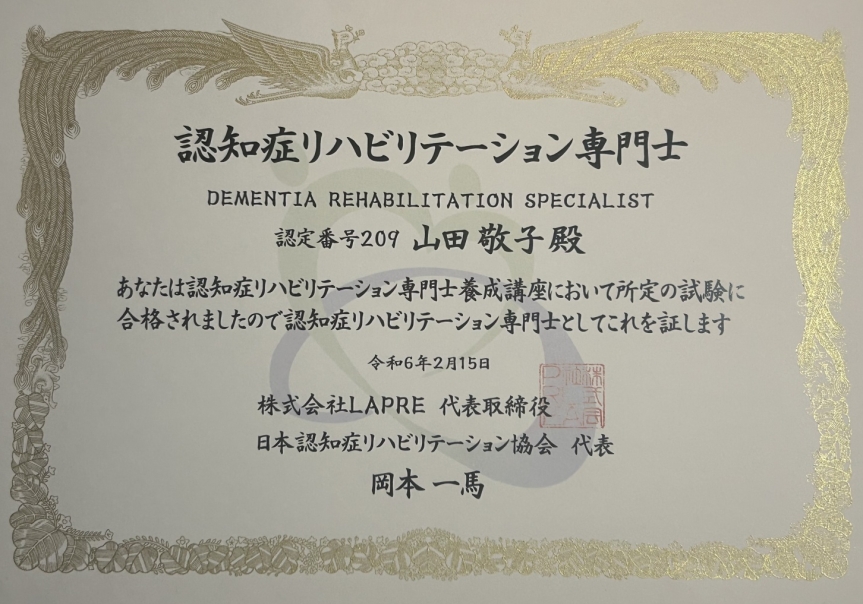 認知症リハビリテーション専門士
DEMENTIA REHABILITATION SPECIALIST
認定番号209 山田 敬子 殿
あなたは認知症リハビリテーション専門士養成講座において所定の試験に
合格されましたので認知症リハビリテーション専門士としてこれを証します
令和6年2月15日
株式会社LAPRE 代表取締役
日本認知症リハビリテーション協会 代表
岡本 一馬